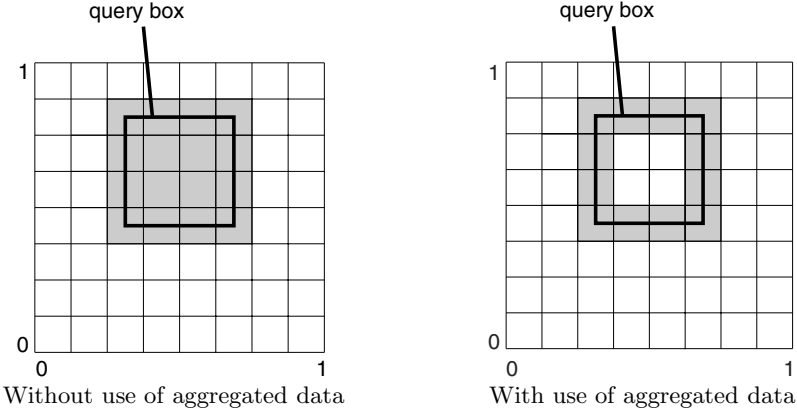 query box
query box
1
1
0
0
0
1
0
1
Without use of aggregated data
With use of aggregated data